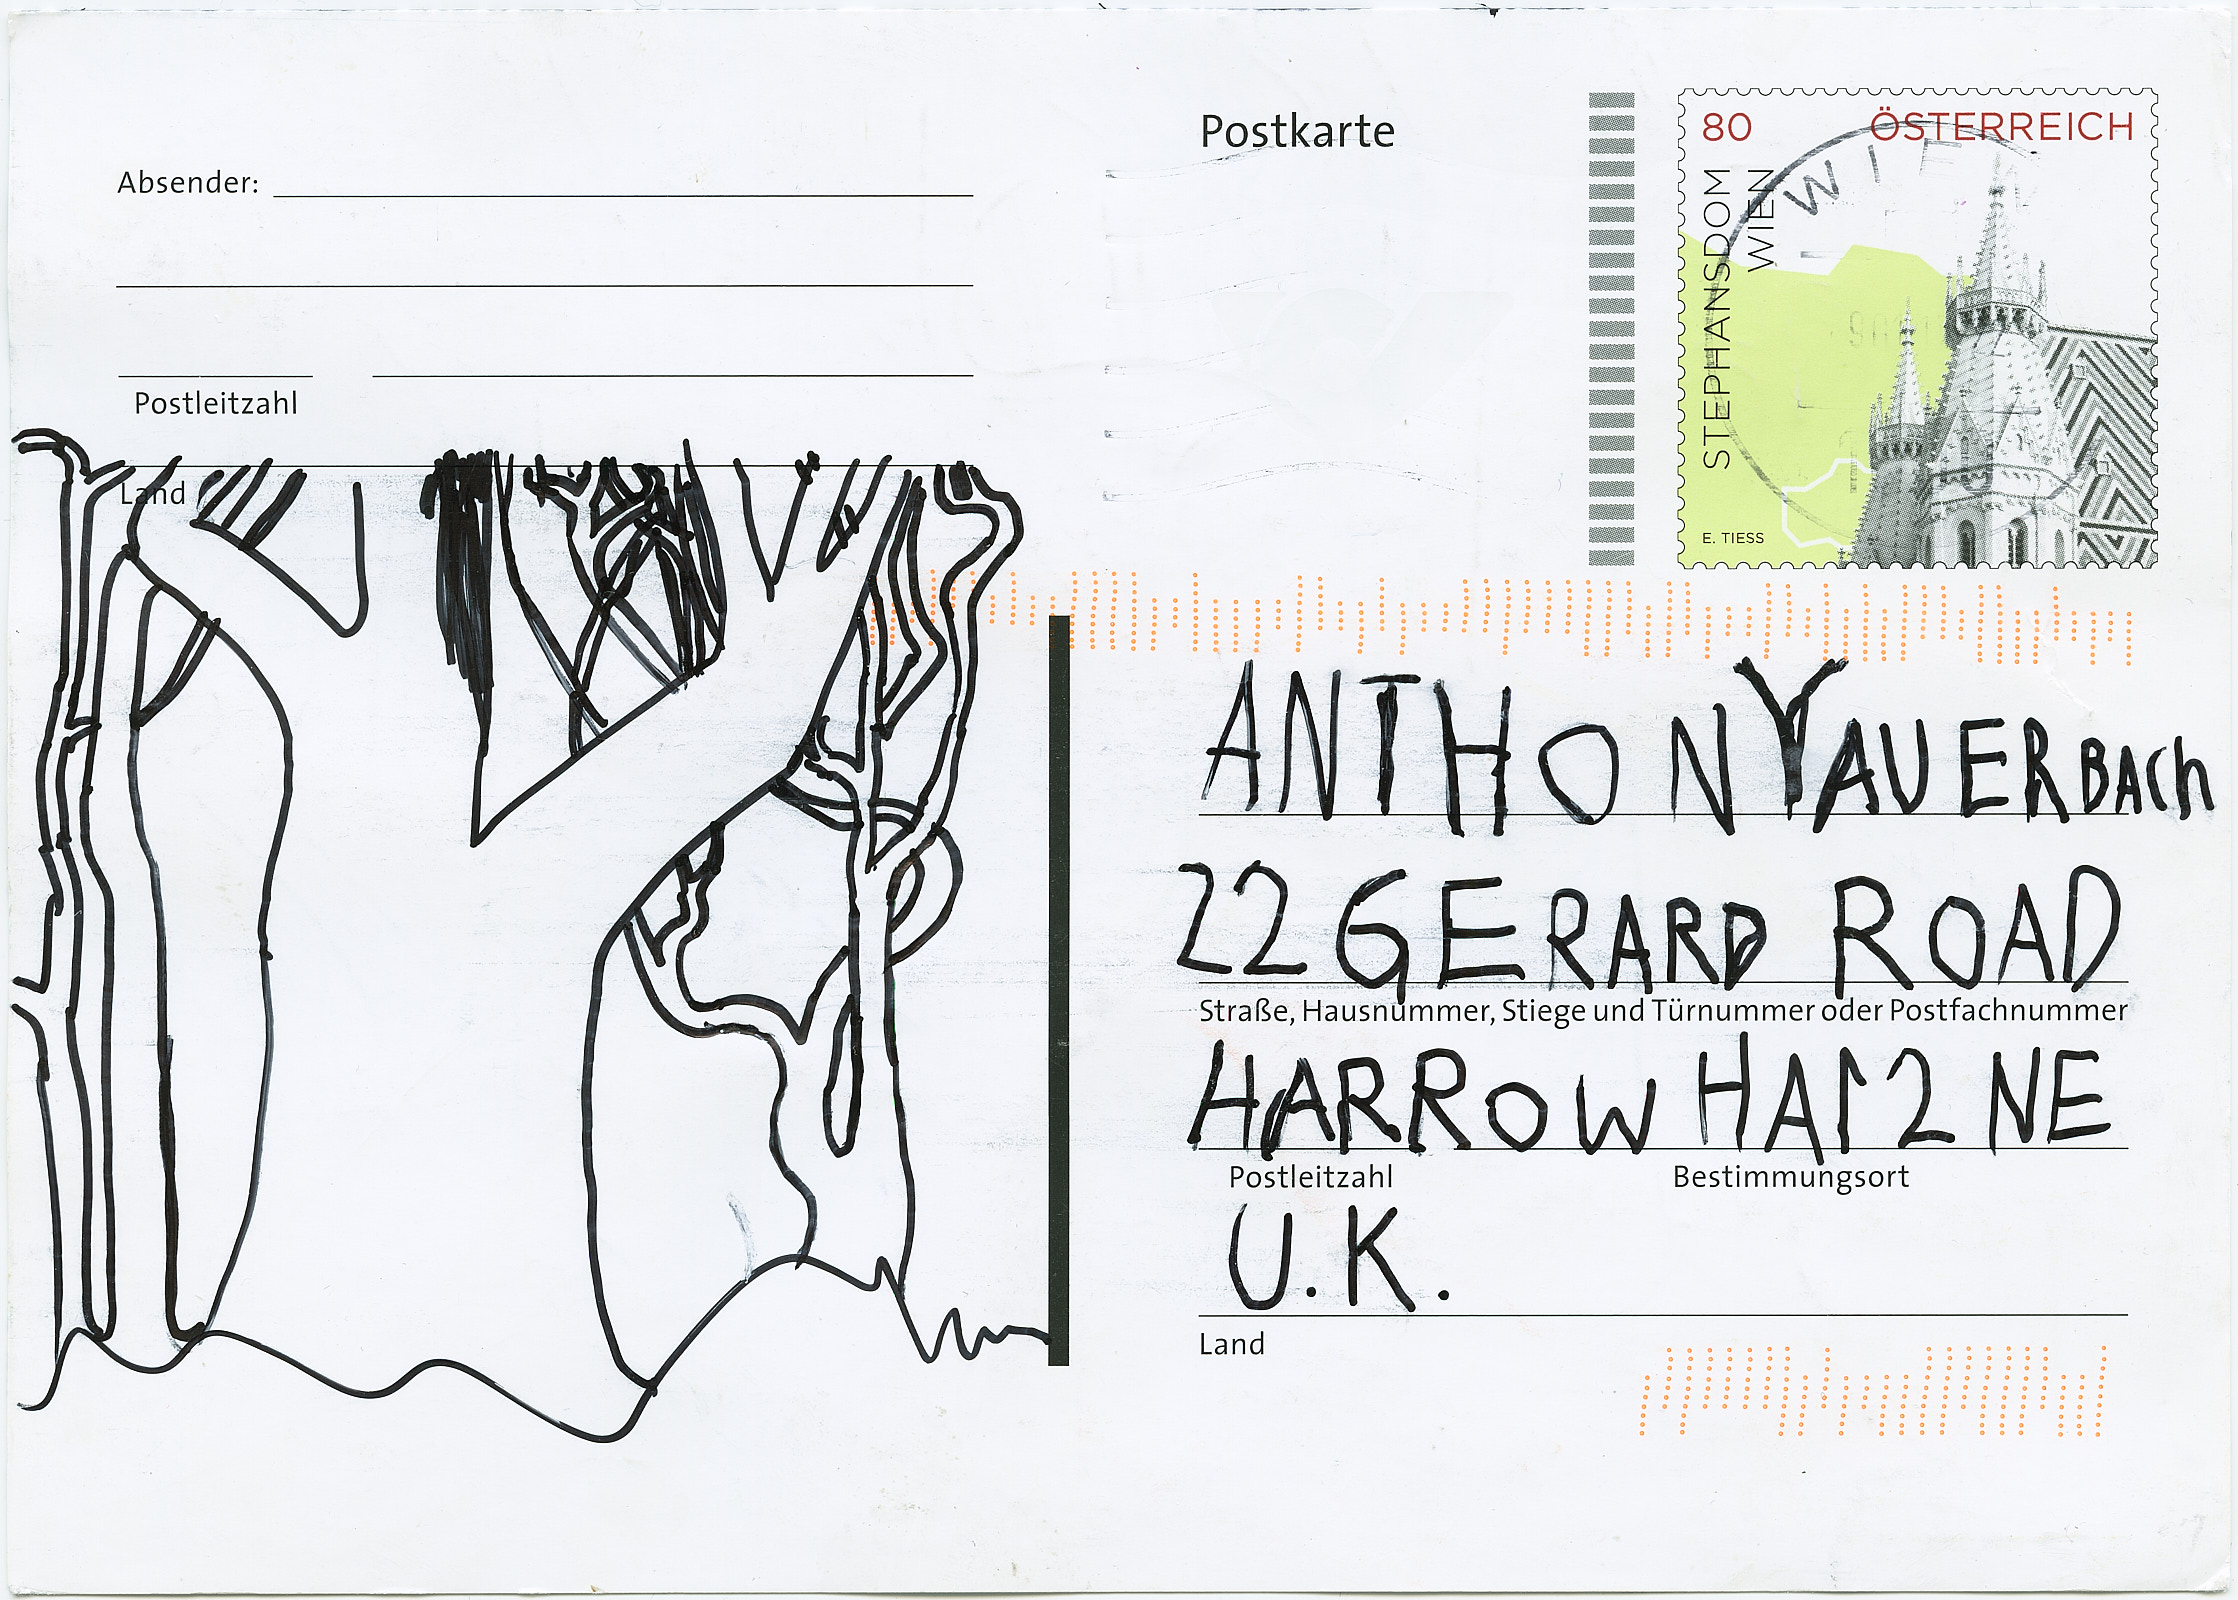 Postkarte
80 ÖSTERREICH
STEPHANSDOM
WIEN
WIEN
E. TIESS
Absender:
Postleitzahl
Land
ANTHONY AUERBACh
22 GERARD ROAD
Straße, Hausnummer, Stiege und Türnummer oder Postfachnummer
HARROW HA1 2NE
Postleitzahl Bestimmungsort
U.K.
Land